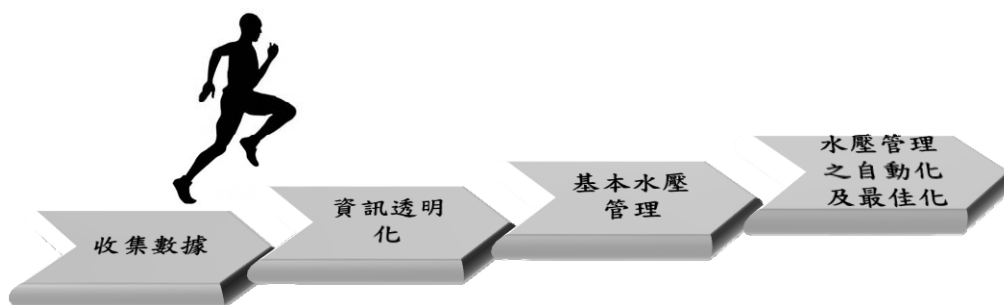 收集數據
資訊透明
化
基本水壓
管理
水壓管理
之自動化
及最佳化